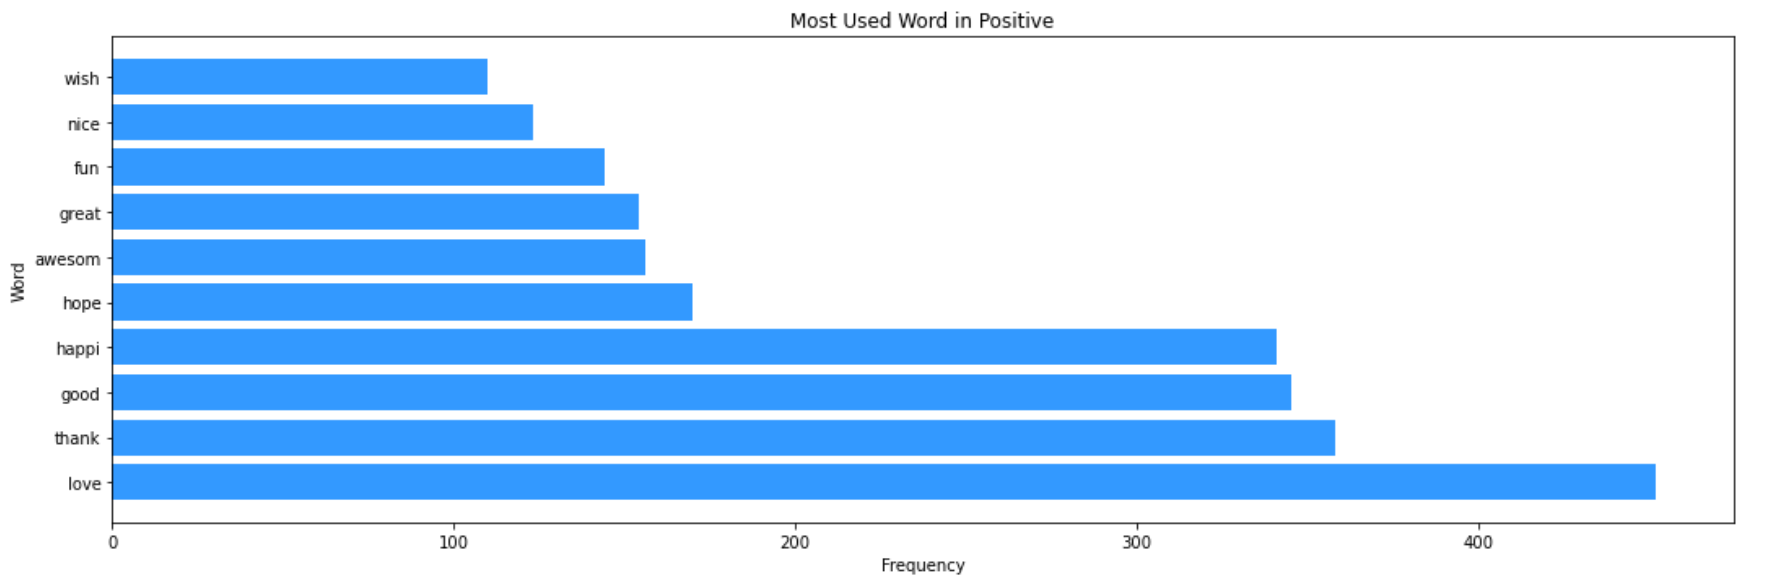 Most Used Word in Positive
Word
wish
nice
fun
great
awesom
hope
happi
good
thank
love
0 100 200 300 400
Frequency